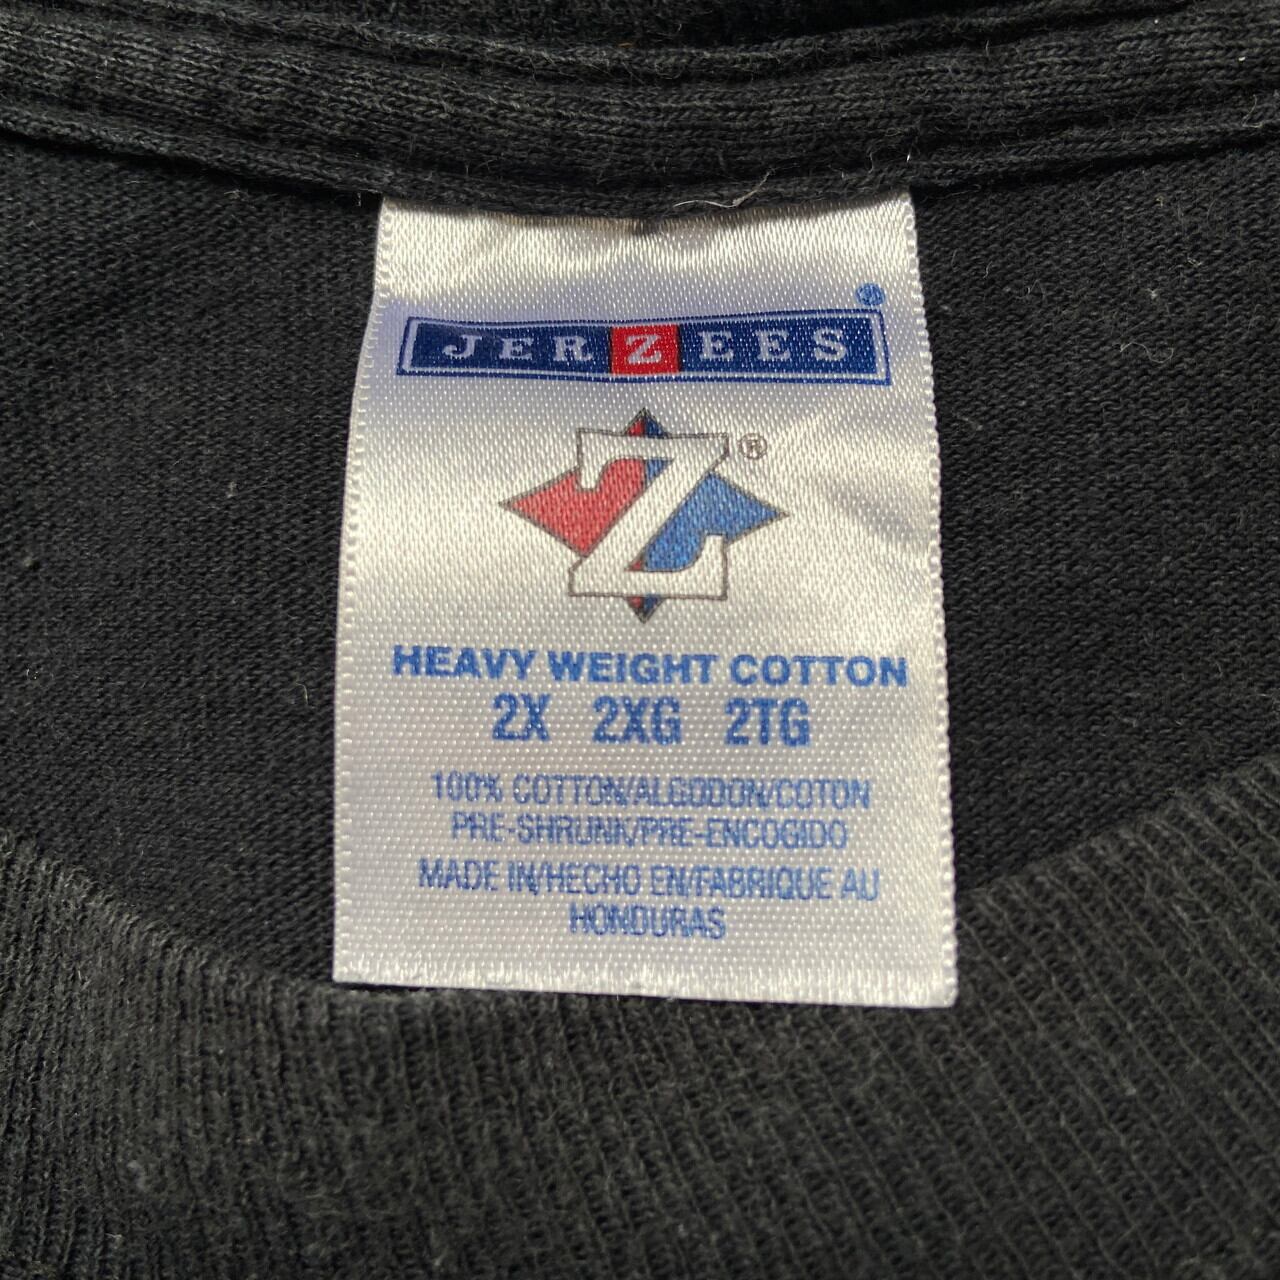 JERZEES®
Z®
HEAVY WEIGHT COTTON
2X 2XG 2TG
100% COTTON/ALGODON/COTON
PRE-SHRUNK/PRE-ENCOGIDO
MADE IN/HECHO EN/FABRIQUE AU
HONDURAS